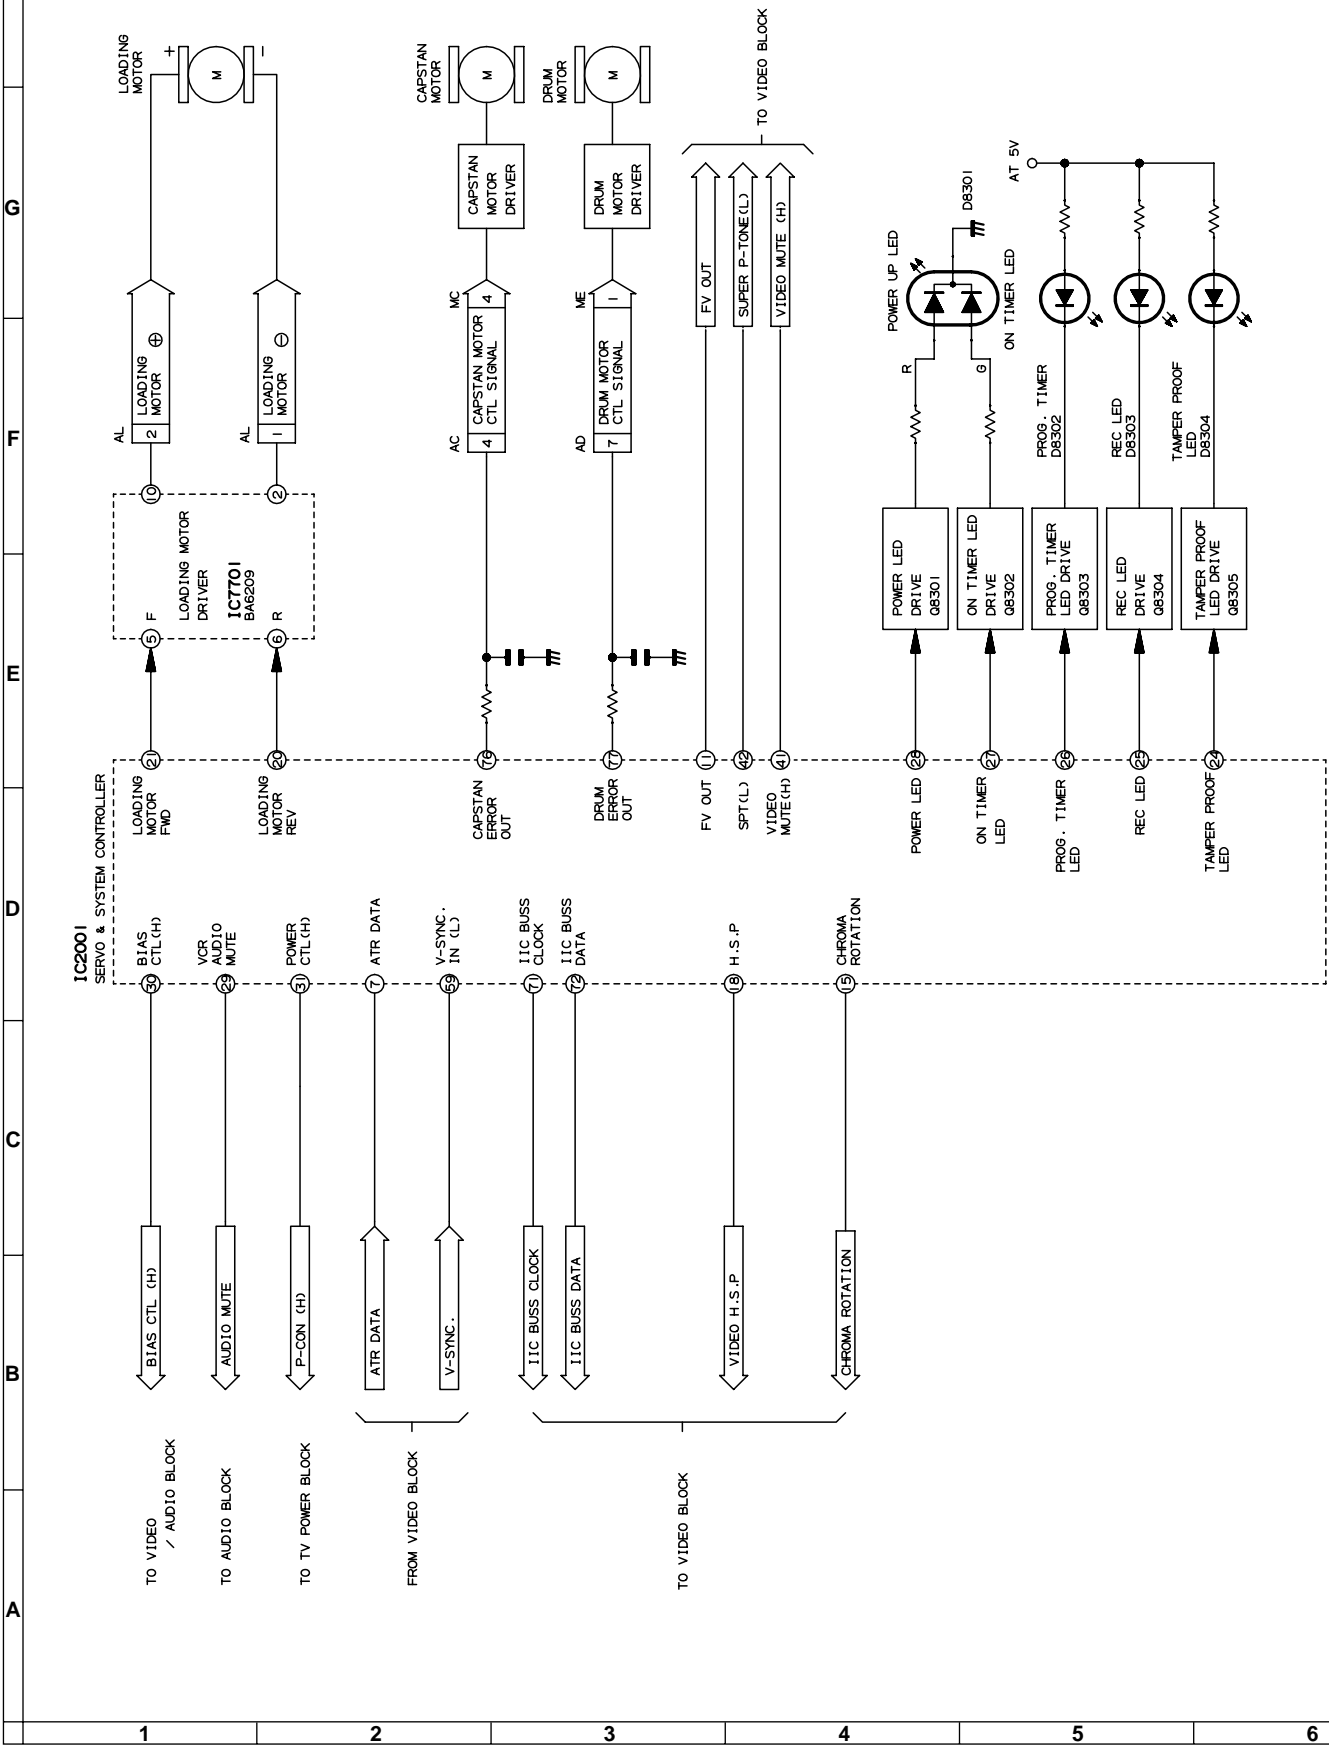 IC2001
SERVO & SYSTEM CONTROLLER
TO VIDEO
/ AUDIO BLOCK
BIAS CTL (H)
30
BIAS
CTL(H)
LOADING
MOTOR
FWD
21
5
F
10
AL
2
LOADING
MOTOR
⊕
LOADING
MOTOR
+
M
-
LOADING MOTOR
DRIVER
IC7701
BA6209
TO AUDIO BLOCK
AUDIO MUTE
29
VCR
AUDIO
MUTE
TO TV POWER BLOCK
P-CON (H)
31
POWER
CTL(H)
LOADING
MOTOR
REV
20
6
R
2
AL
1
LOADING
MOTOR
⊖
FROM VIDEO BLOCK
ATR DATA
7
ATR DATA
V-SYNC.
59
V-SYNC.
IN (L)
CAPSTAN
ERROR
OUT
76
AC
4
CAPSTAN MOTOR
CTL SIGNAL
4
MC
CAPSTAN
MOTOR
DRIVER
CAPSTAN
MOTOR
M
TO VIDEO BLOCK
IIC BUSS CLOCK
71
IIC BUSS
CLOCK
IIC BUSS DATA
72
IIC BUSS
DATA
DRUM
ERROR
OUT
77
AD
7
DRUM MOTOR
CTL SIGNAL
1
ME
DRUM
MOTOR
DRIVER
DRUM
MOTOR
M
VIDEO H.S.P
18
H.S.P
CHROMA ROTATION
15
CHROMA
ROTATION
FV OUT
11
FV OUT
SPT(L)
42
SUPER P-TONE(L)
VIDEO
MUTE(H)
41
VIDEO MUTE (H)
TO VIDEO BLOCK
POWER LED
28
POWER LED
DRIVE
Q8301
R
POWER UP LED
D8301
ON TIMER
LED
27
ON TIMER LED
DRIVE
Q8302
G
ON TIMER LED
AT 5V
PROG. TIMER
LED
26
PROG. TIMER
LED DRIVE
Q8303
PROG. TIMER
D8302
REC LED
25
REC LED
DRIVE
Q8304
REC LED
D8303
TAMPER PROOF
LED
24
TAMPER PROOF
LED DRIVE
Q8305
TAMPER PROOF
LED
D8304
G
F
E
D
C
B
A
1
2
3
4
5
6